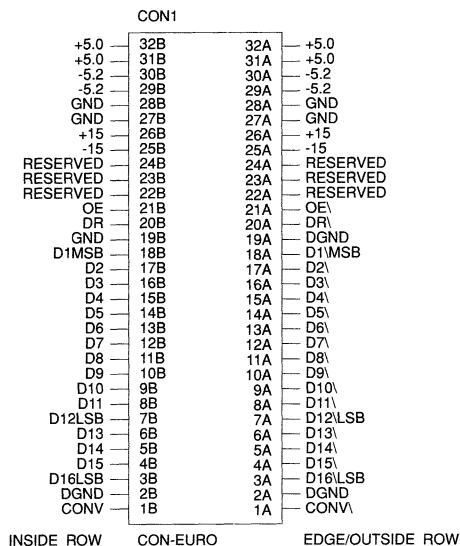 CON1
+5.0 32B 32A +5.0
+5.0 31B 31A +5.0
-5.2 30B 30A -5.2
-5.2 29B 29A -5.2
GND 28B 28A GND
GND 27B 27A GND
+15 26B 26A +15
-15 25B 25A -15
RESERVED 24B 24A RESERVED
RESERVED 23B 23A RESERVED
RESERVED 22B 22A RESERVED
OE 21B 21A OE\
DR 20B 20A DR\
GND 19B 19A DGND
D1MSB 18B 18A D1\MSB
D2 17B 17A D2\
D3 16B 16A D3\
D4 15B 15A D4\
D5 14B 14A D5\
D6 13B 13A D6\
D7 12B 12A D7\
D8 11B 11A D8\
D9 10B 10A D9\
D10 9B 9A D10\
D11 8B 8A D11\
D12LSB 7B 7A D12\LSB
D13 6B 6A D13\
D14 5B 5A D14\
D15 4B 4A D15\
D16LSB 3B 3A D16\LSB
DGND 2B 2A DGND
CONV 1B 1A CONV\
INSIDE ROW CON-EURO EDGE/OUTSIDE ROW